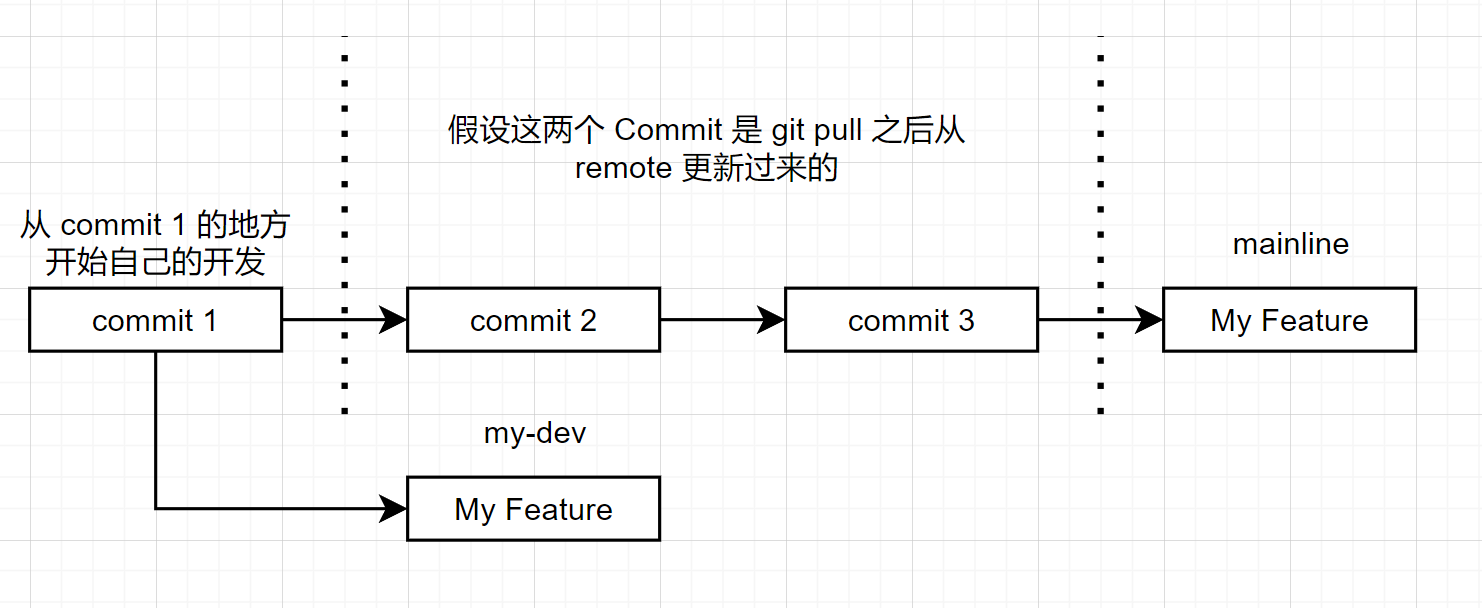 假设这两个 Commit 是 git pull 之后从
remote 更新过来的
从 commit 1 的地方
开始自己的开发
mainline
commit 1
commit 2
commit 3
My Feature
my-dev
My Feature